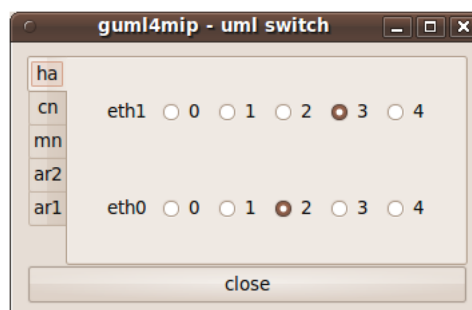 guml4mip - uml switch
ha
cn
mn
ar2
ar1
eth1 0 1 2 3 4
eth0 0 1 2 3 4
close